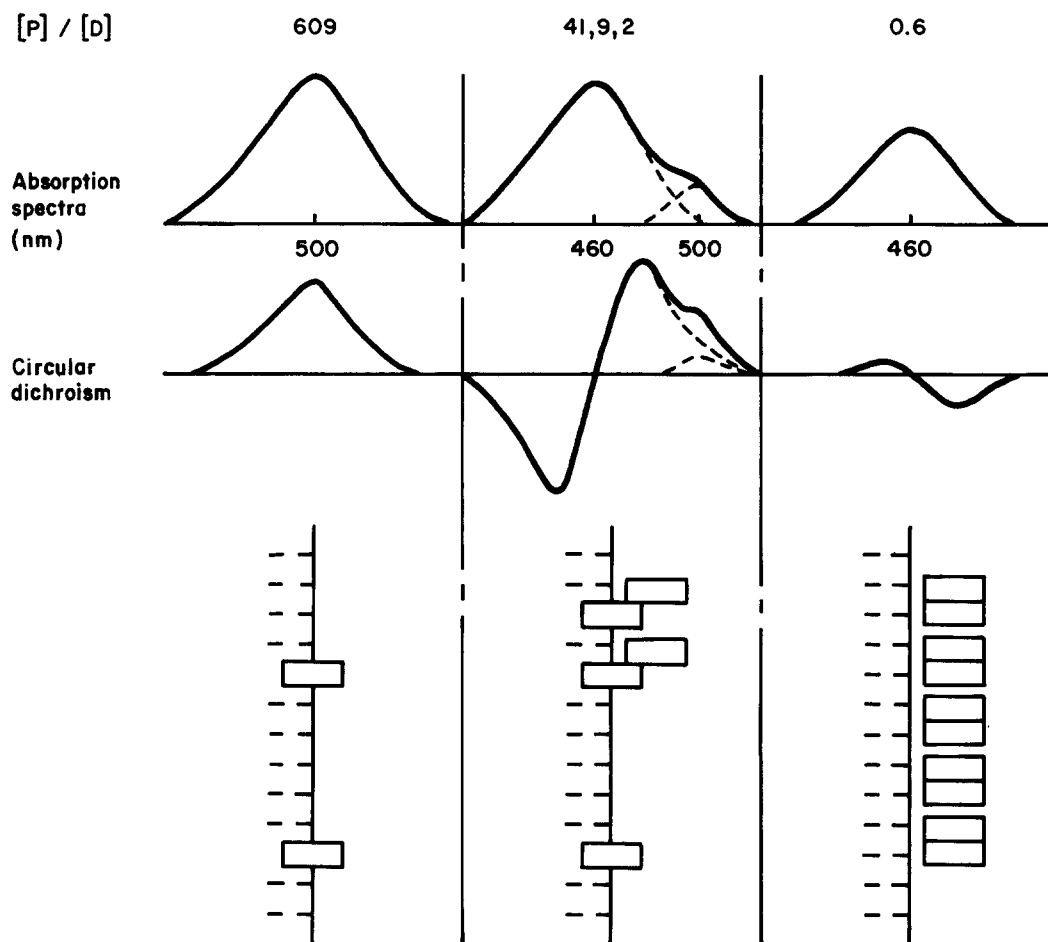 [P] / [D] 609 41,9,2 0.6
Absorption
spectra
(nm)
500 460 500 460
Circular
dichroism